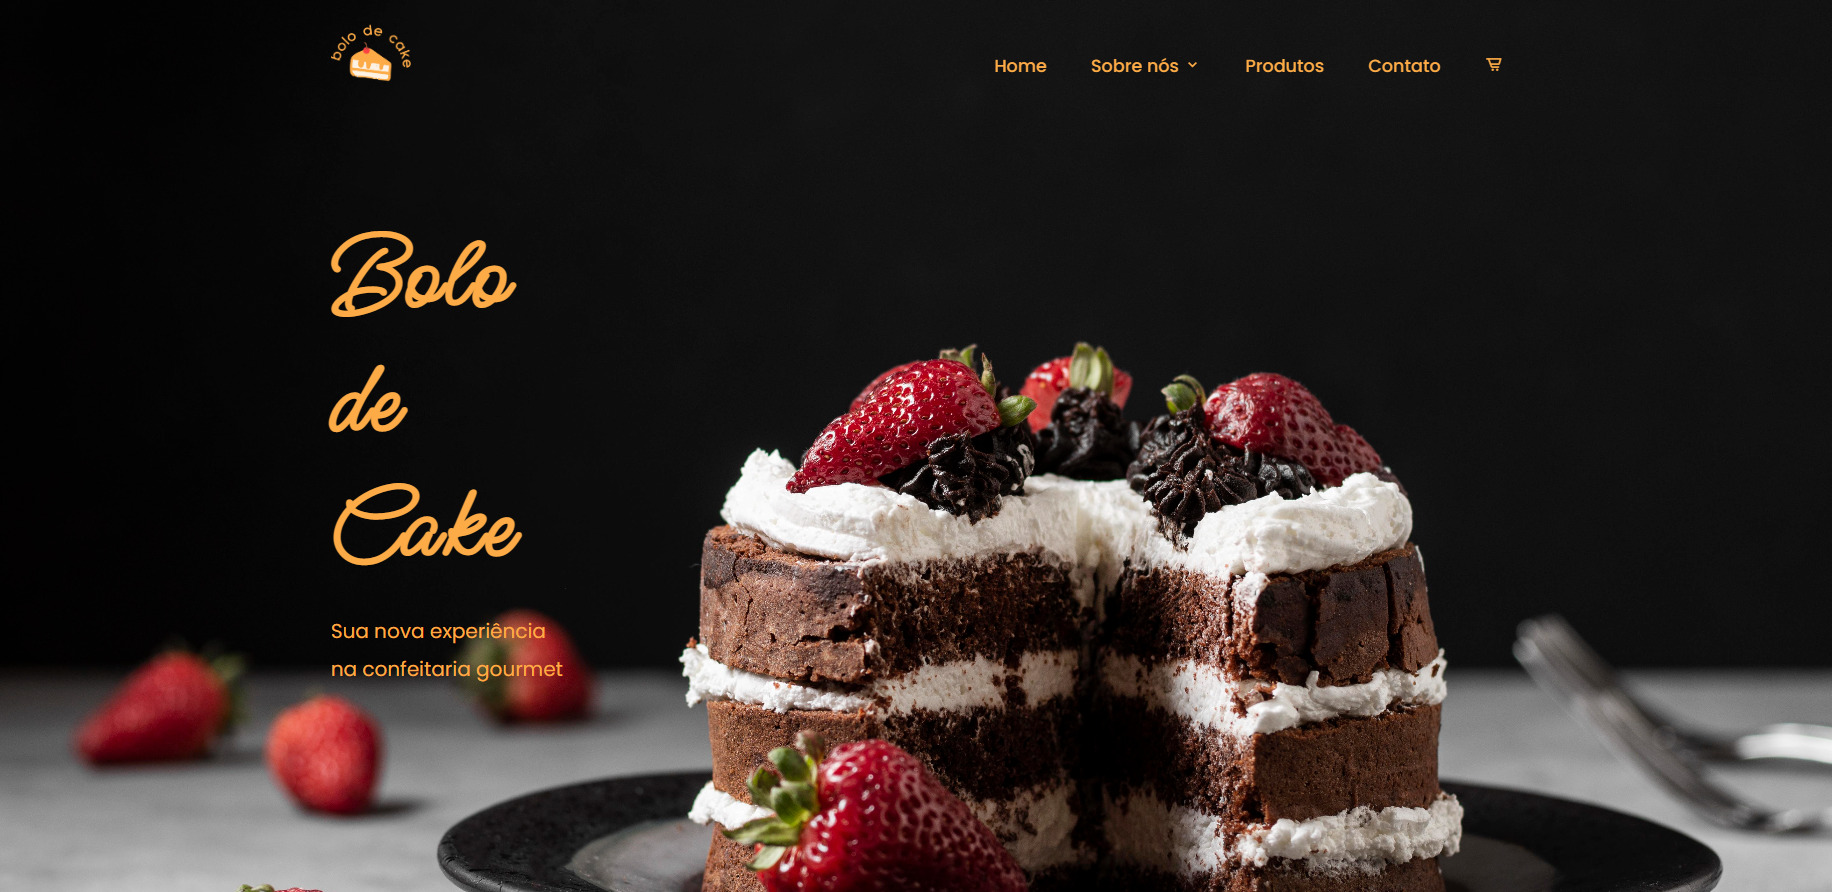 bolo de cake
Home Sobre nós Produtos Contato
Bolo
de
Cake
Sua nova experiência
na confeitaria gourmet